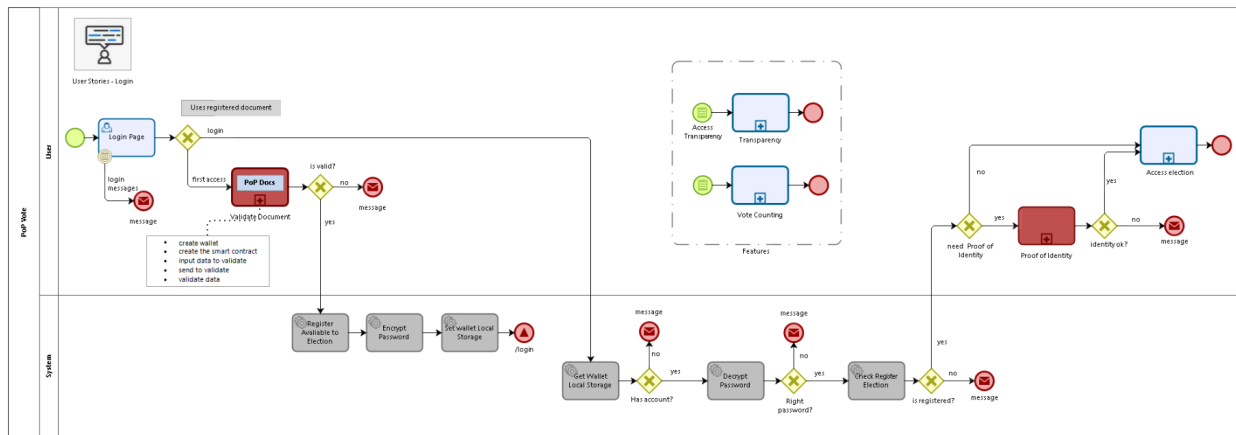 PoP Vote
User
System
User Stories - Login
Uses registered document
Login Page
login
login
messages
message
first access
PoP Docs
Validate Document
is valid?
no
message
yes
create wallet
create the smart contract
input data to validate
send to validate
validate data
Access
Transparency
Transparency
Vote Counting
Features
need Proof of
Identity
no
yes
Proof of Identity
identity ok?
yes
no
message
Access election
Register
Avaliable to
Election
Encrypt
Password
Set wallet Local
Storage
/login
Get Wallet
Local Storage
Has account?
no
message
yes
Decrypt
Password
Right
password?
no
message
yes
Check Register
Election
is registered?
yes
no
message